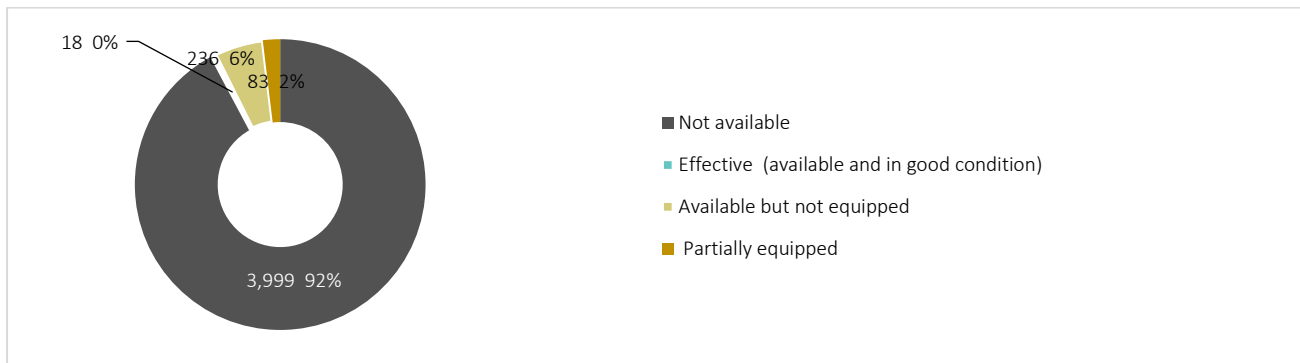 18 0%
236 6%
83 2%
3,999 92%
Not available
Effective (available and in good condition)
Available but not equipped
Partially equipped